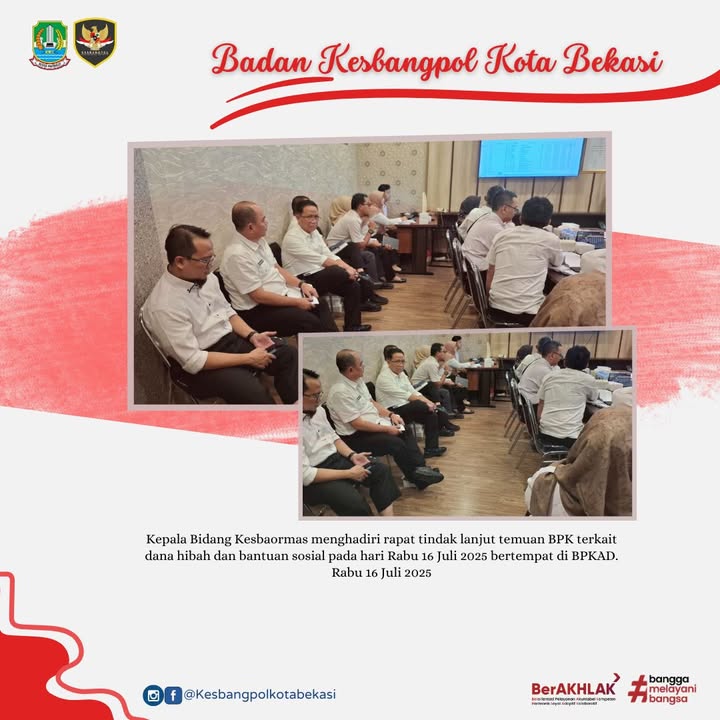 Badan Kesbangpol Kota Bekasi
Kepala Bidang Kesbaormas menghadiri rapat tindak lanjut temuan BPK terkait
dana hibah dan bantuan sosial pada hari Rabu 16 Juli 2025 bertempat di BPKAD.
Rabu 16 Juli 2025
@Kesbangpolkotabekasi
BerAKHLAK
#bangga
melayani
bangsa